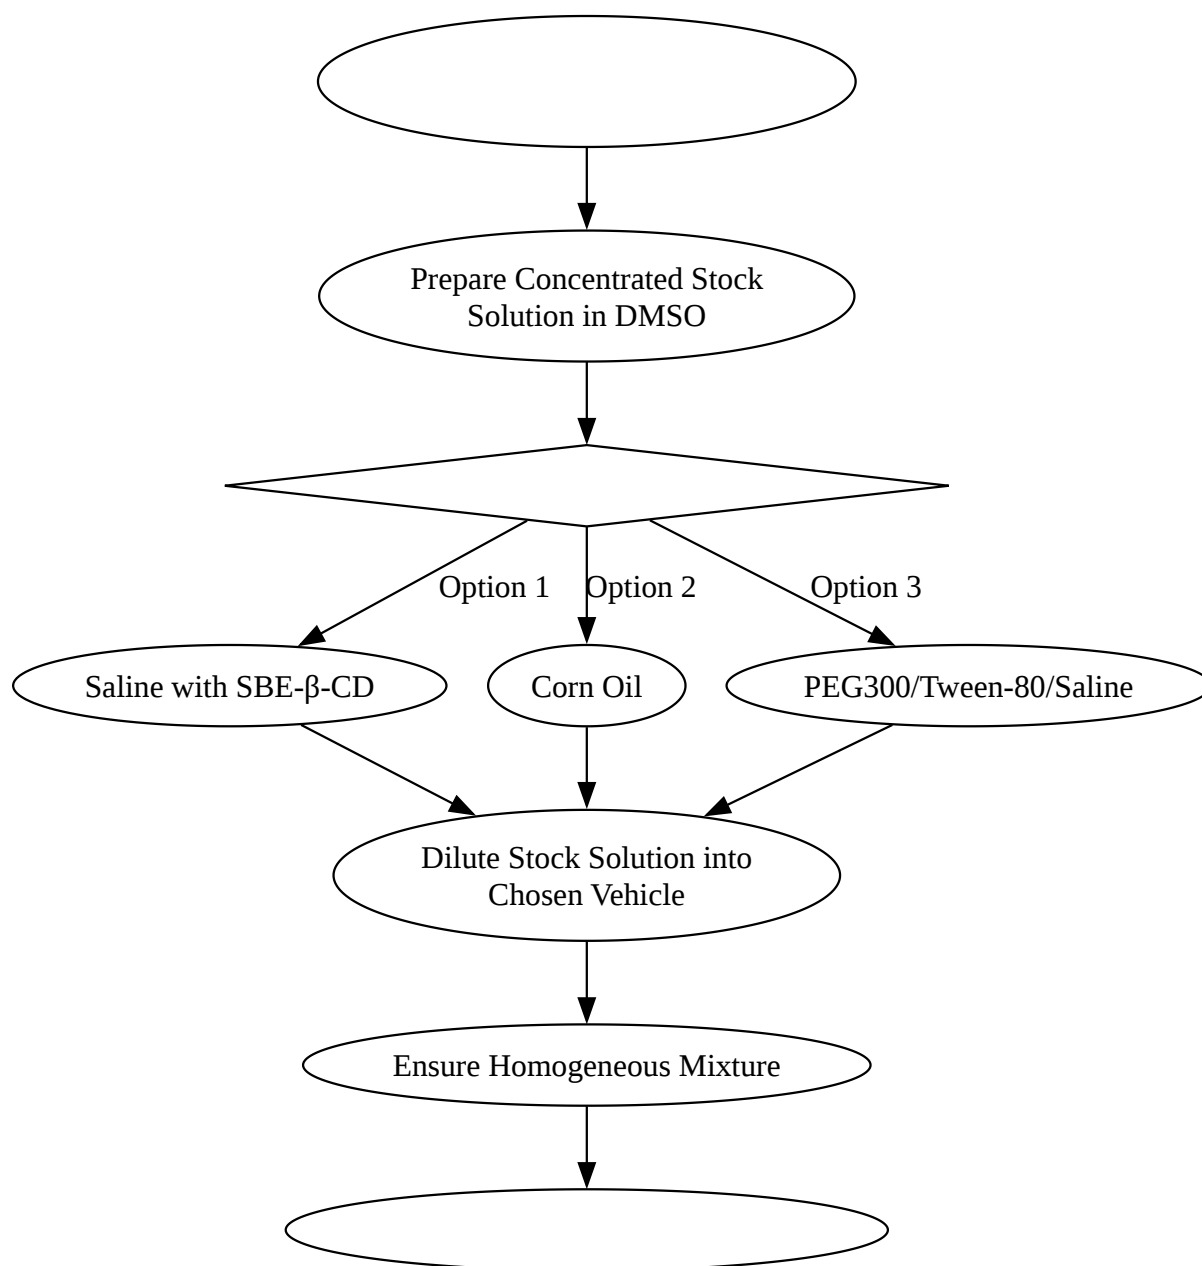 Prepare Concentrated Stock
Solution in DMSO
Option 1
Option 2
Option 3
Saline with SBE-β-CD
Corn Oil
PEG300/Tween-80/Saline
Dilute Stock Solution into
Chosen Vehicle
Ensure Homogeneous Mixture